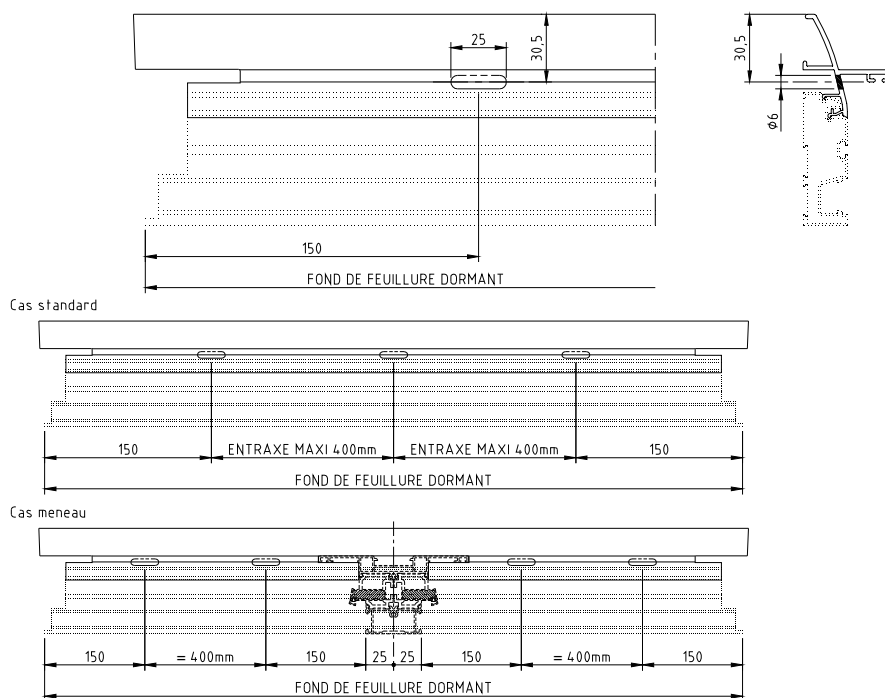 25
30,5
30,5
ϕ6
150
FOND DE FEUILLURE DORMANT
Cas standard
150
ENTRAXE MAXI 400mm
ENTRAXE MAXI 400mm
150
FOND DE FEUILLURE DORMANT
Cas meneau
150
= 400mm
150
25
25
150
= 400mm
150
FOND DE FEUILLURE DORMANT